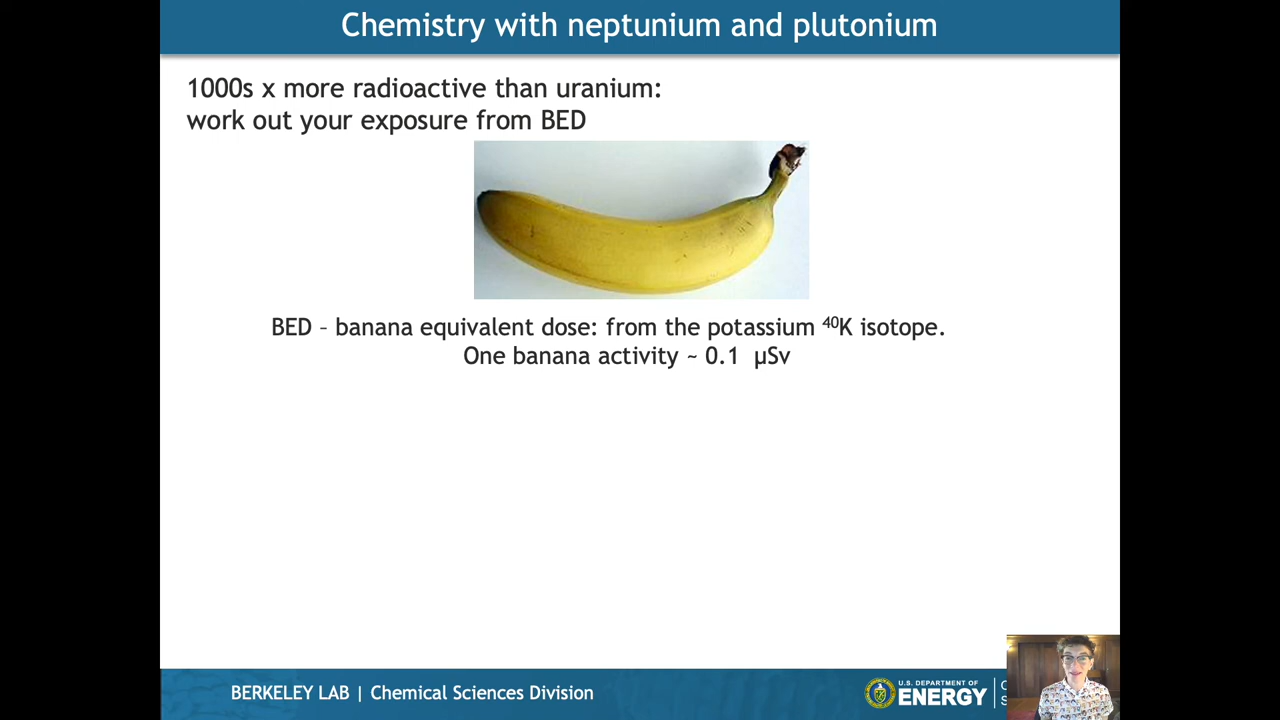 Chemistry with neptunium and plutonium
1000s x more radioactive than uranium:
work out your exposure from BED
BED – banana equivalent dose: from the potassium ⁴⁰K isotope.
One banana activity ~ 0.1 µSv
BERKELEY LAB | Chemical Sciences Division
U.S. DEPARTMENT OF
ENERGY